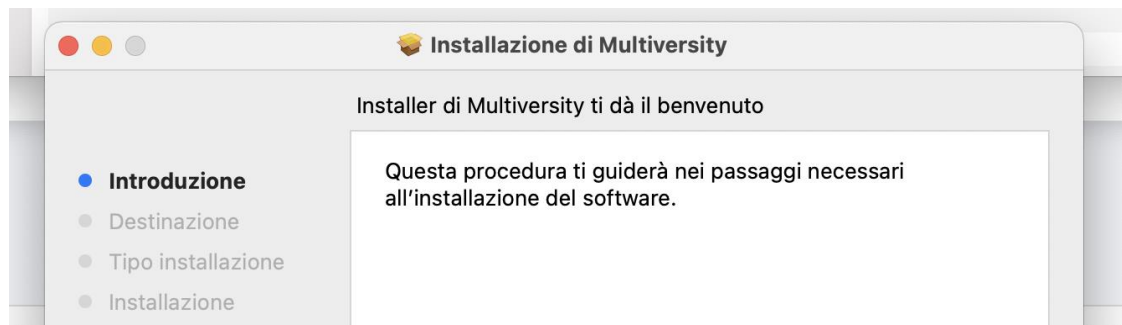 Installazione di Multiversity
Installer di Multiversity ti dà il benvenuto
Introduzione
Destinazione
Tipo installazione
Installazione
Questa procedura ti guiderà nei passaggi necessari
all’installazione del software.